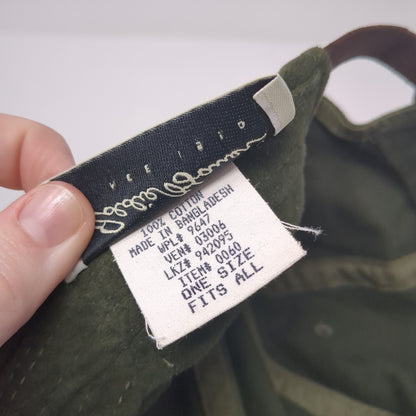 100% COTTON
MADE IN BANGLADESH
WPL# 9647
VEN# 03006
LKZ# 942095
ITEM# 0060
ONE SIZE
FITS ALL